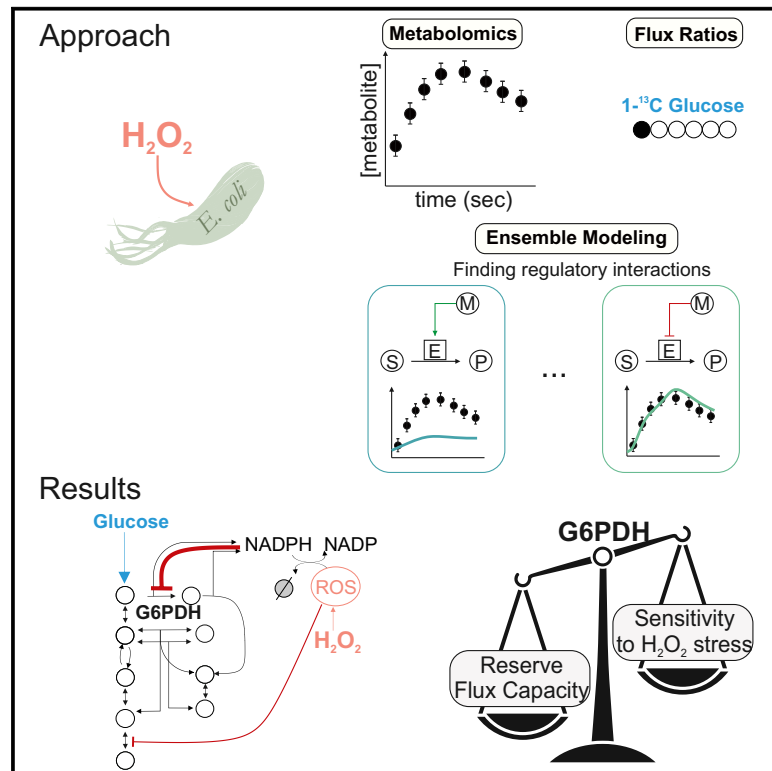 Approach
H₂O₂
E. coli
Metabolomics
[metabolite]
time (sec)
Flux Ratios
1-¹³C Glucose
Ensemble Modeling
Finding regulatory interactions
M
E
S
P
...
M
E
S
P
Results
Glucose
NADPH
NADP
G6PDH
ROS
H₂O₂
G6PDH
Reserve
Flux Capacity
Sensitivity
to H₂O₂ stress